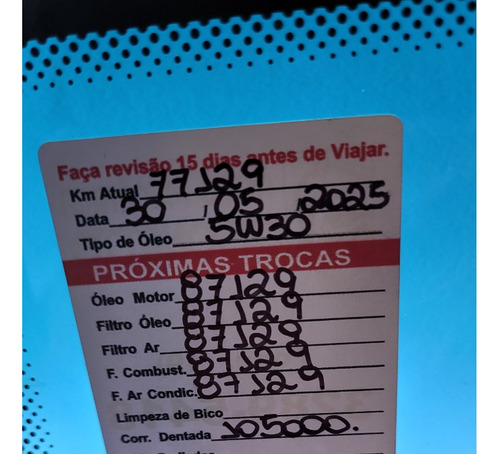 Faça revisão 15 dias antes de Viajar.
Km Atual 77129
Data 30 / 05 / 2025
Tipo de Óleo 5W30
PRÓXIMAS TROCAS
Óleo Motor 87129
Filtro Óleo 87129
Filtro Ar 87129
F. Combust. 87129
F. Ar Condic. 87129
Limpeza de Bico
Corr. Dentada 105000.